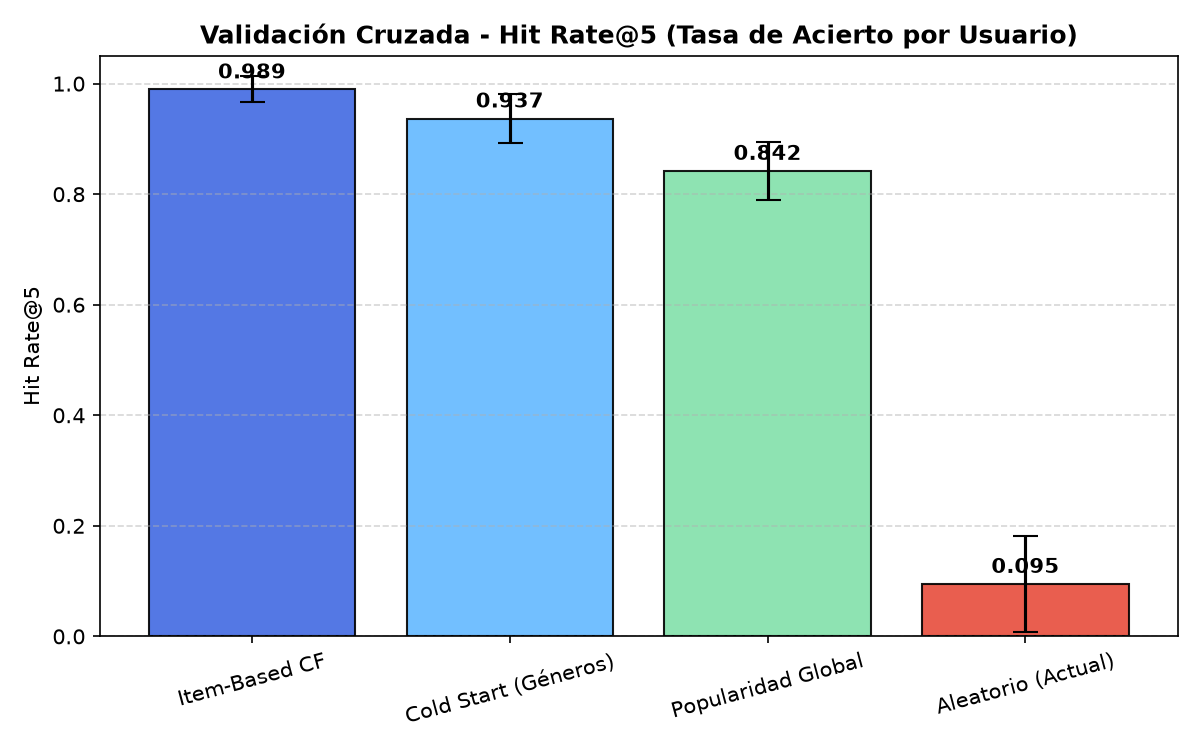 Validación Cruzada - Hit Rate@5 (Tasa de Acierto por Usuario)
Hit Rate@5
1.0
0.8
0.6
0.4
0.2
0.0
0.989
0.937
0.842
0.095
Item-Based CF
Cold Start (Géneros)
Popularidad Global
Aleatorio (Actual)